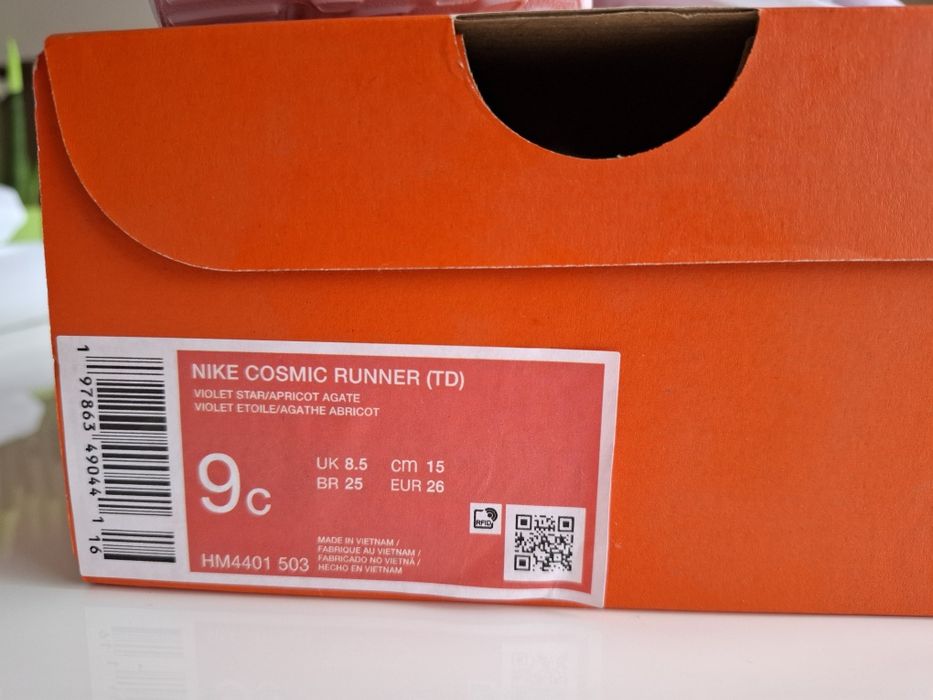 NIKE COSMIC RUNNER (TD)
VIOLET STAR/APRICOT AGATE
VIOLET ETOILE/AGATHE ABRICOT
9c
UK 8.5 cm 15
BR 25 EUR 26
RFID
HM4401 503
MADE IN VIETNAM /
FABRIQUE AU VIETNAM /
FABRICADO NO VIETNÃ /
HECHO EN VIETNAM
1 97863 49044 1 16